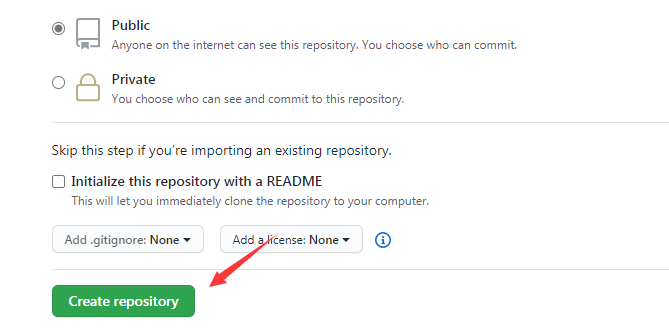 Public
Anyone on the internet can see this repository. You choose who can commit.
Private
You choose who can see and commit to this repository.
Skip this step if you're importing an existing repository.
Initialize this repository with a README
This will let you immediately clone the repository to your computer.
Add .gitignore: None Add a license: None
Create repository